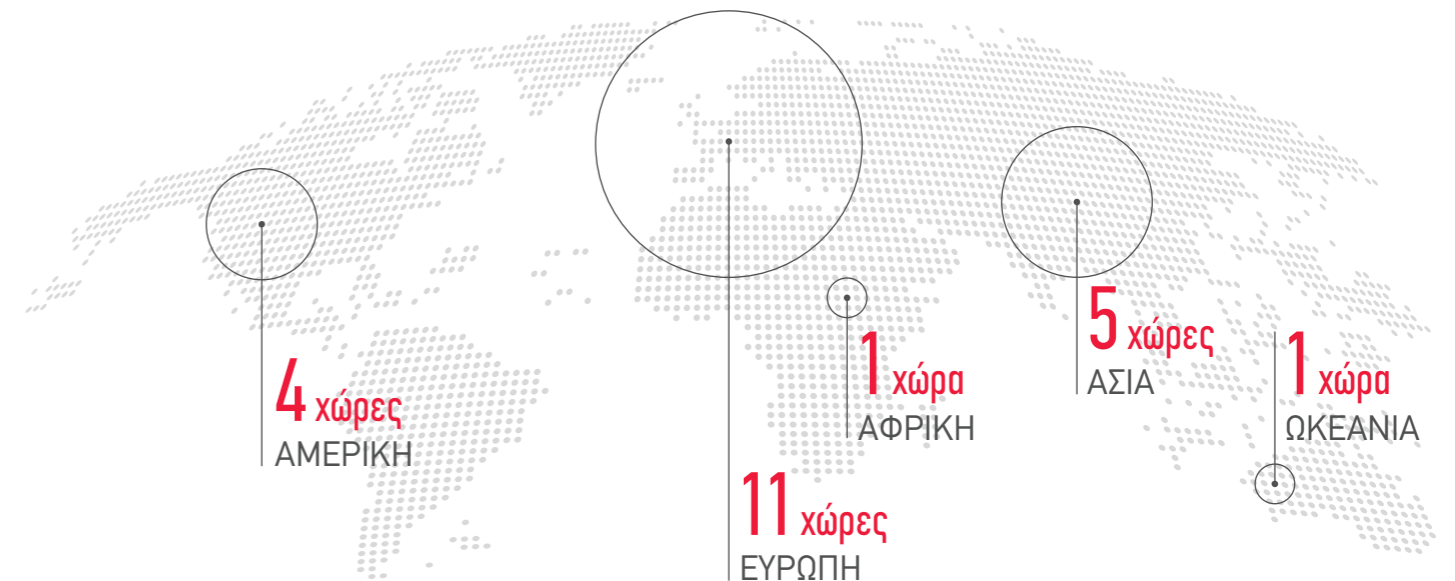 4 χώρες
ΑΜΕΡΙΚΗ
11 χώρες
ΕΥΡΩΠΗ
1 χώρα
ΑΦΡΙΚΗ
5 χώρες
ΑΣΙΑ
1 χώρα
ΩΚΕΑΝΙΑ